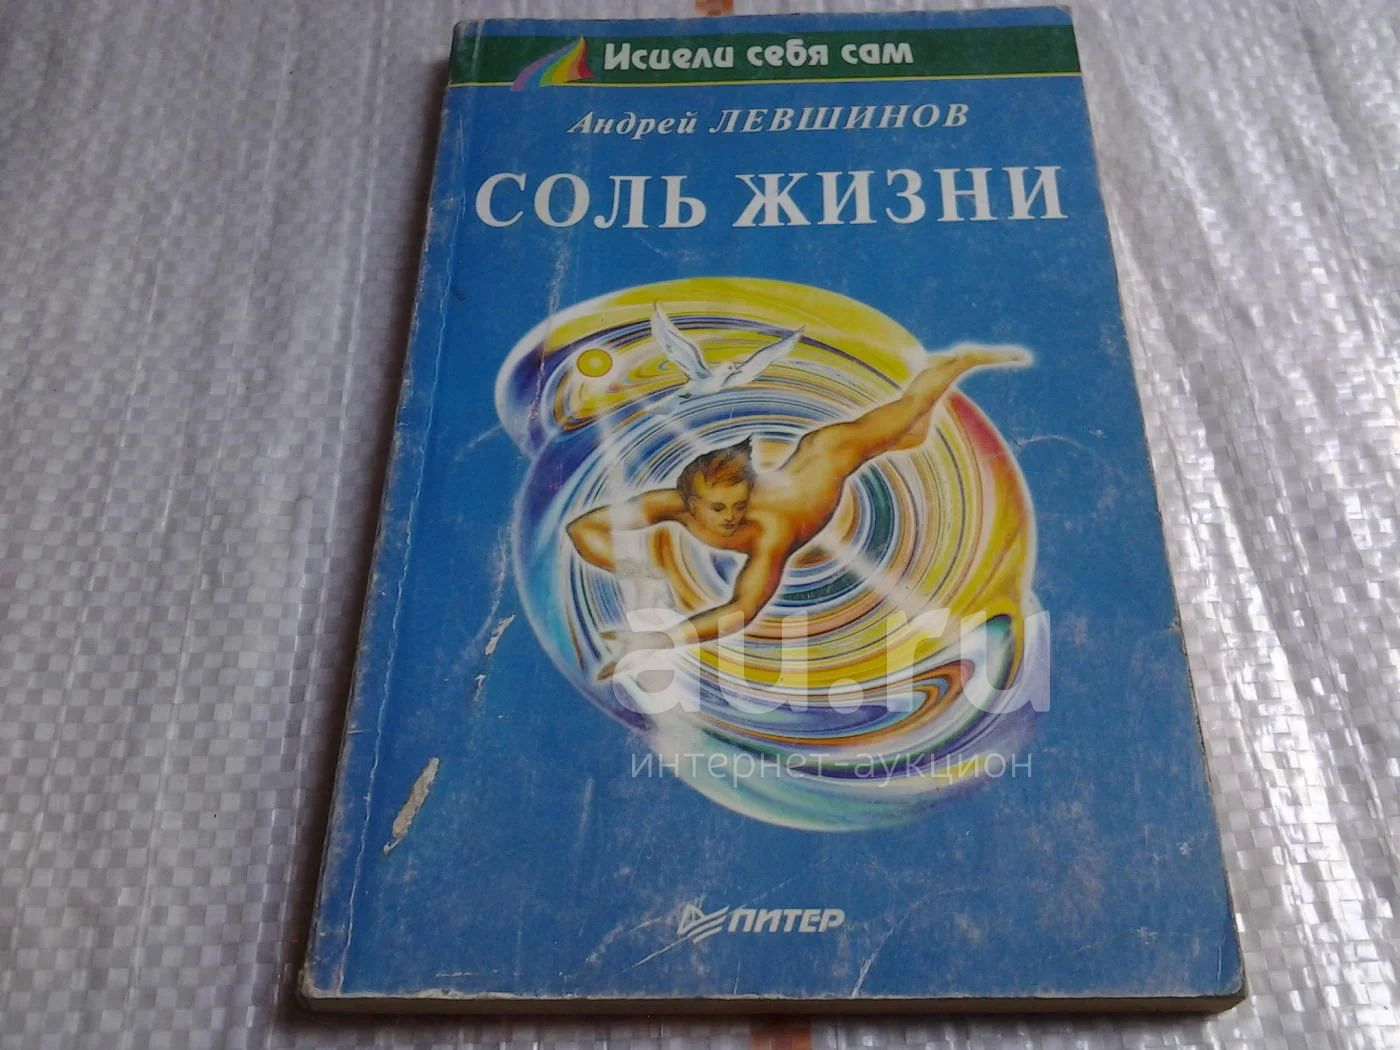 Исцели себя сам
Андрей ЛЕВШИНОВ
СОЛЬ ЖИЗНИ
au.ru
интернет-аукцион
ПИТЕР